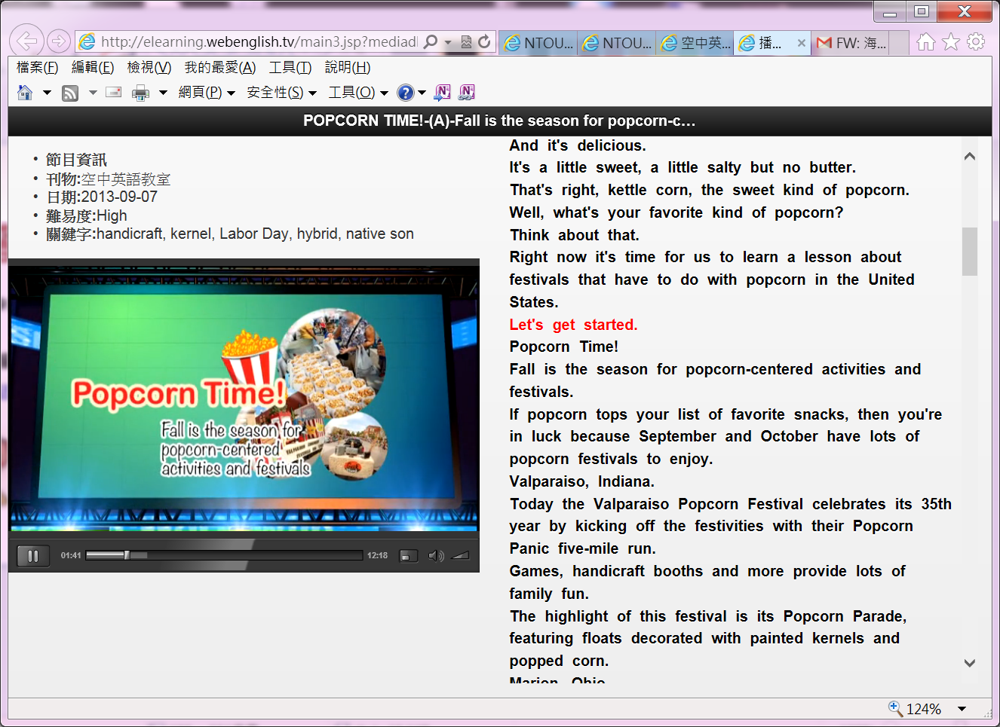 http://elearning.webenglish.tv/main3.jsp?mediadl
NTOU...
NTOU...
空中英...
播...
FW: 海...
檔案(F) 編輯(E) 檢視(V) 我的最愛(A) 工具(T) 說明(H)
網頁(P) 安全性(S) 工具(O)
POPCORN TIME!-(A)-Fall is the season for popcorn-c...
• 節目資訊
• 刊物:空中英語教室
• 日期:2013-09-07
• 難易度:High
• 關鍵字:handicraft, kernel, Labor Day, hybrid, native son
Popcorn Time!
Fall is the season for
popcorn-centered
activities and festivals
01:41
12:18
And it's delicious.
It's a little sweet, a little salty but no butter.
That's right, kettle corn, the sweet kind of popcorn.
Well, what's your favorite kind of popcorn?
Think about that.
Right now it's time for us to learn a lesson about
festivals that have to do with popcorn in the United
States.
Let's get started.
Popcorn Time!
Fall is the season for popcorn-centered activities and
festivals.
If popcorn tops your list of favorite snacks, then you're
in luck because September and October have lots of
popcorn festivals to enjoy.
Valparaiso, Indiana.
Today the Valparaiso Popcorn Festival celebrates its 35th
year by kicking off the festivities with their Popcorn
Panic five-mile run.
Games, handicraft booths and more provide lots of
family fun.
The highlight of this festival is its Popcorn Parade,
featuring floats decorated with painted kernels and
popped corn.
Marion, Ohio.
124%